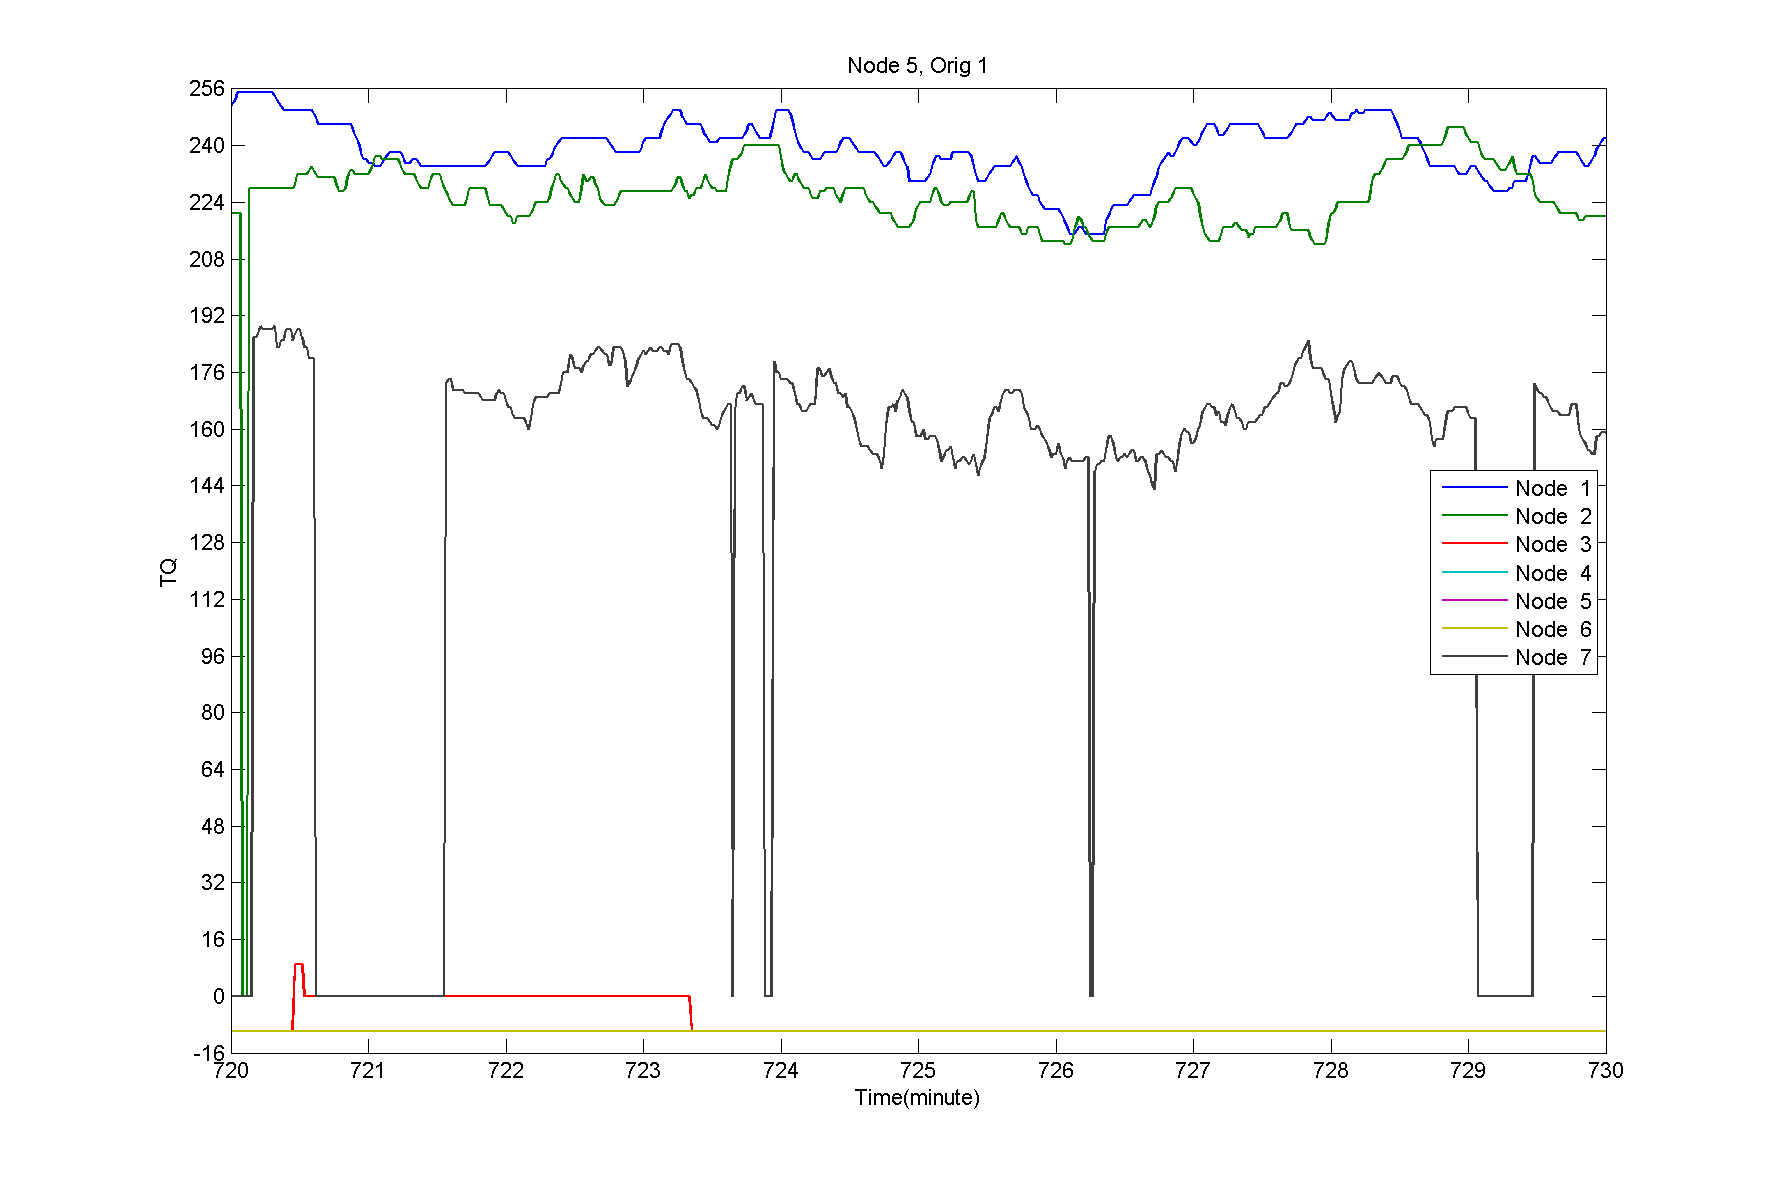 Node 5, Orig 1
256
240
224
208
192
176
160
144
128
112
96
80
64
48
32
16
0
-16
TQ
Node 1
Node 2
Node 3
Node 4
Node 5
Node 6
Node 7
720 721 722 723 724 725 726 727 728 729 730
Time(minute)